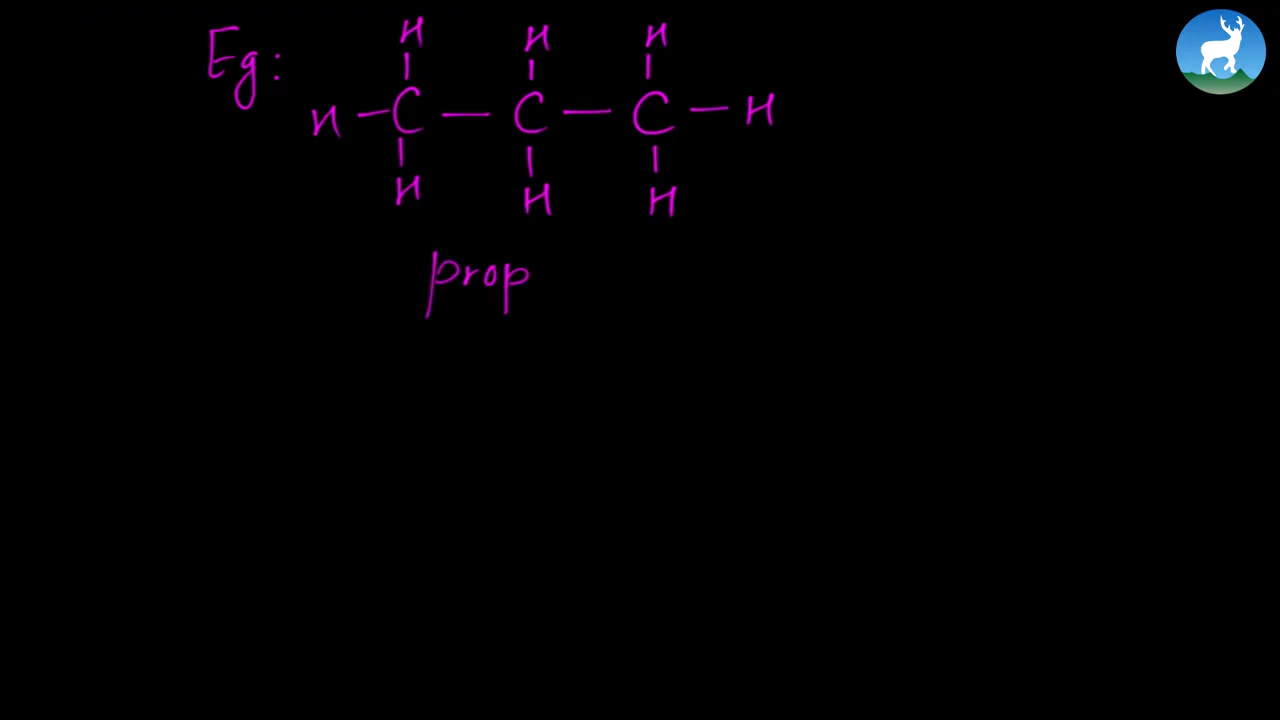 Eg:
H H H
H - C - C - C - H
H H H
prop